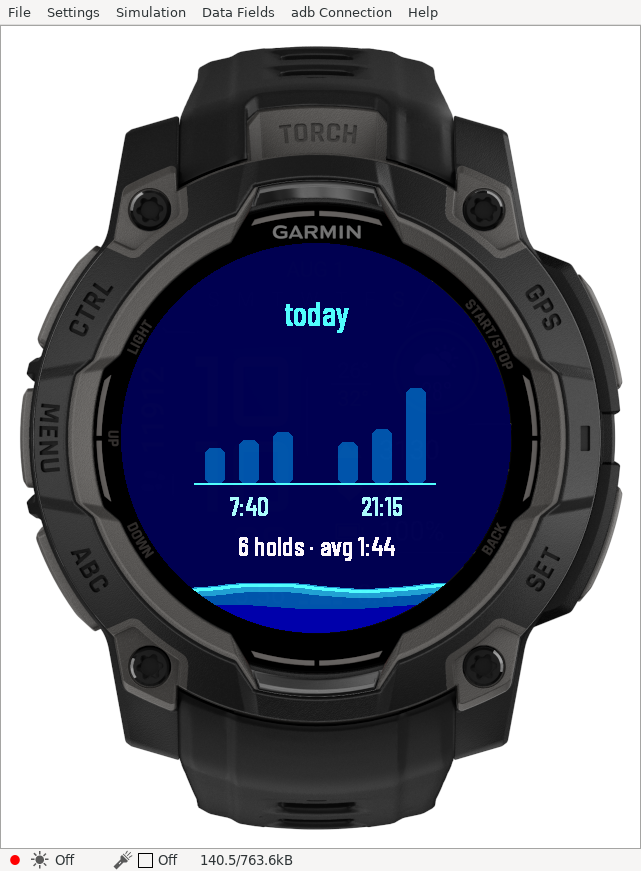 File Settings Simulation Data Fields adb Connection Help
TORCH
GARMIN
CTRL
LIGHT
START/STOP
GPS
today
MENU
UP
7:40 21:15
6 holds · avg 1:44
DOWN
BACK
ABC
SET
Off Off 140.5/763.6kB